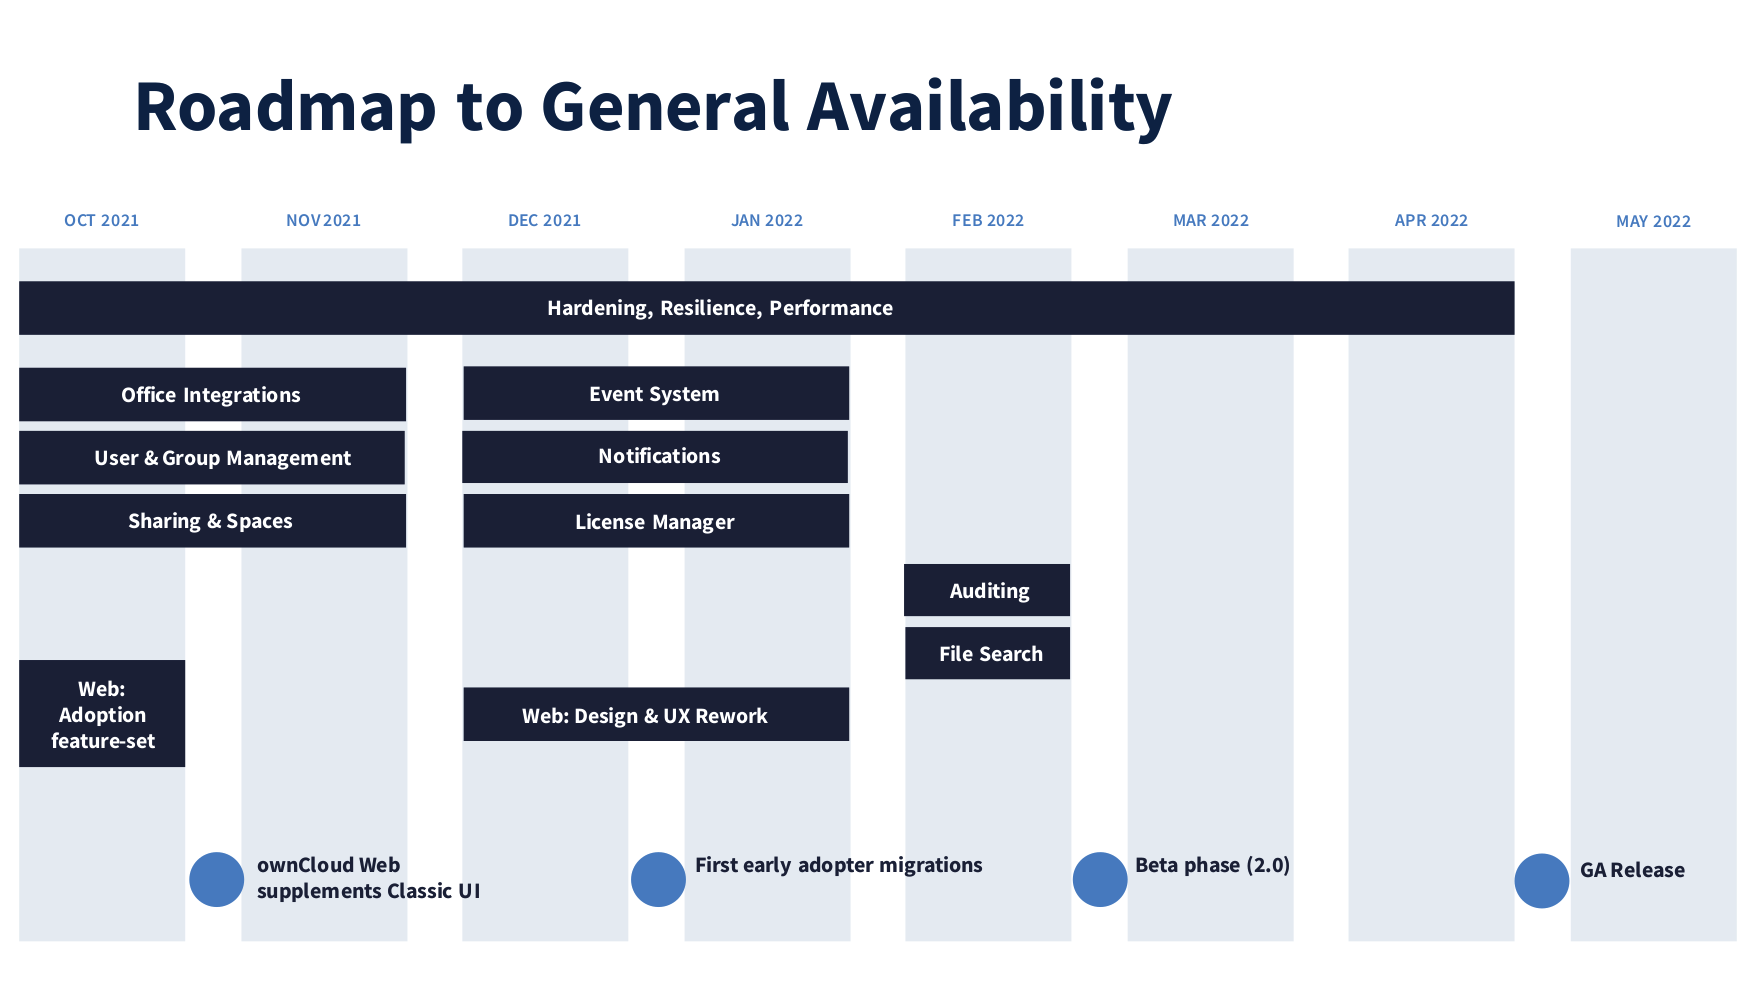 Roadmap to General Availability
OCT 2021
NOV 2021
DEC 2021
JAN 2022
FEB 2022
MAR 2022
APR 2022
MAY 2022
Hardening, Resilience, Performance
Office Integrations
Event System
User & Group Management
Notifications
Sharing & Spaces
License Manager
Auditing
File Search
Web:
Adoption
feature-set
Web: Design & UX Rework
ownCloud Web
supplements Classic UI
First early adopter migrations
Beta phase (2.0)
GA Release